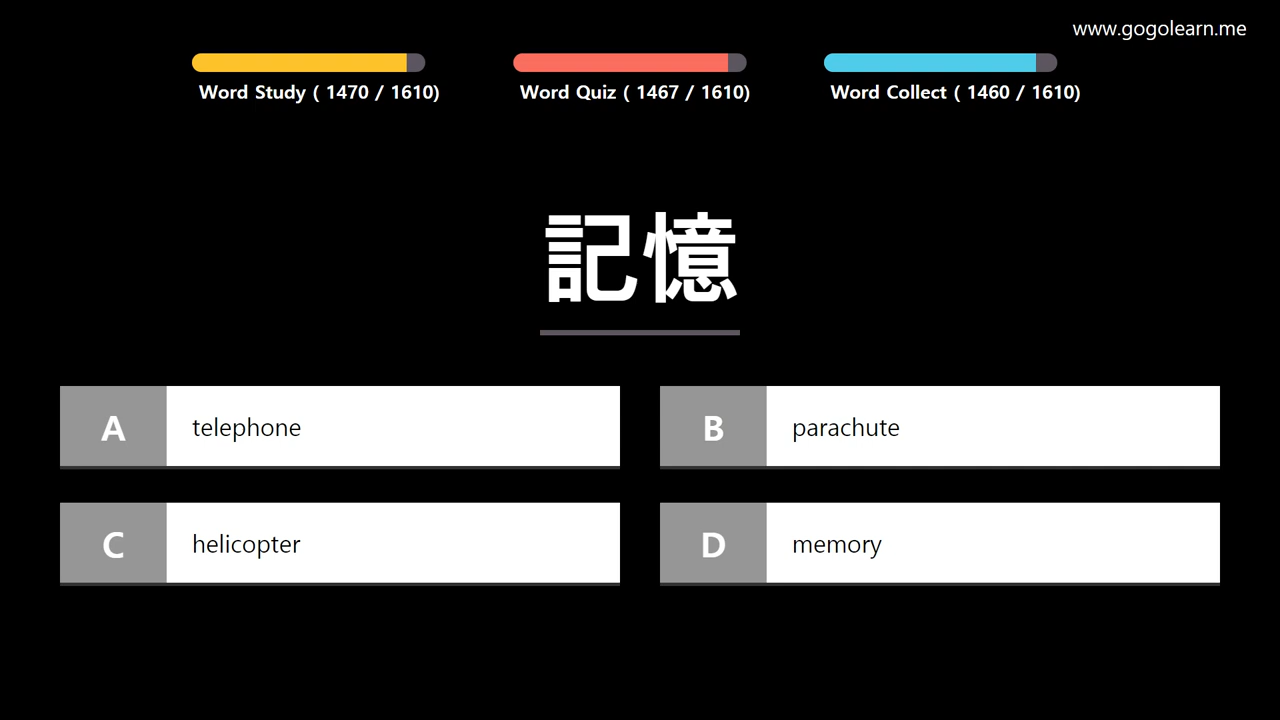 www.gogolearn.me
Word Study ( 1470 / 1610)
Word Quiz ( 1467 / 1610)
Word Collect ( 1460 / 1610)
記憶
A telephone
B parachute
C helicopter
D memory